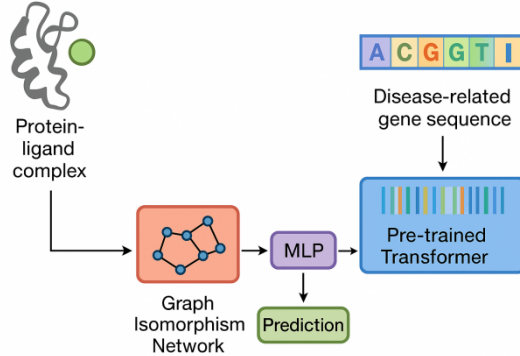 A C G G T I
Disease-related
gene sequence
Protein-
ligand
complex
Pre-trained
Transformer
MLP
Graph
Isomorphism
Network
Prediction